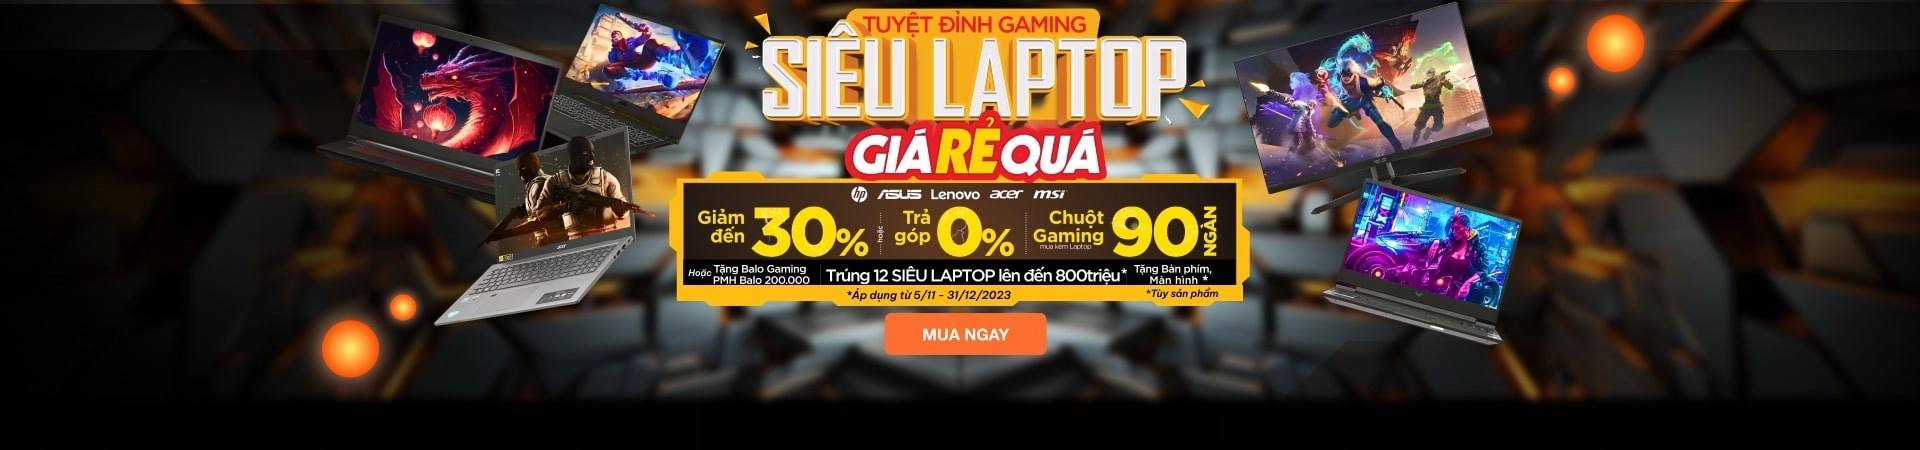 TUYỆT ĐỈNH GAMING
SIÊU LAPTOP
GIÁ RẺ QUÁ
hp ASUS Lenovo acer msi
Giảm đến 30%
hoặc
Trả góp 0%
Chuột Gaming 90 NGÀN
mua kèm Laptop
Hoặc Tặng Balo Gaming
PMH Balo 200.000
Trúng 12 SIÊU LAPTOP lên đến 800triệu*
Tặng Bàn phím,
Màn hình *
*Áp dụng từ 5/11 - 31/12/2023
*Tùy sản phẩm
MUA NGAY